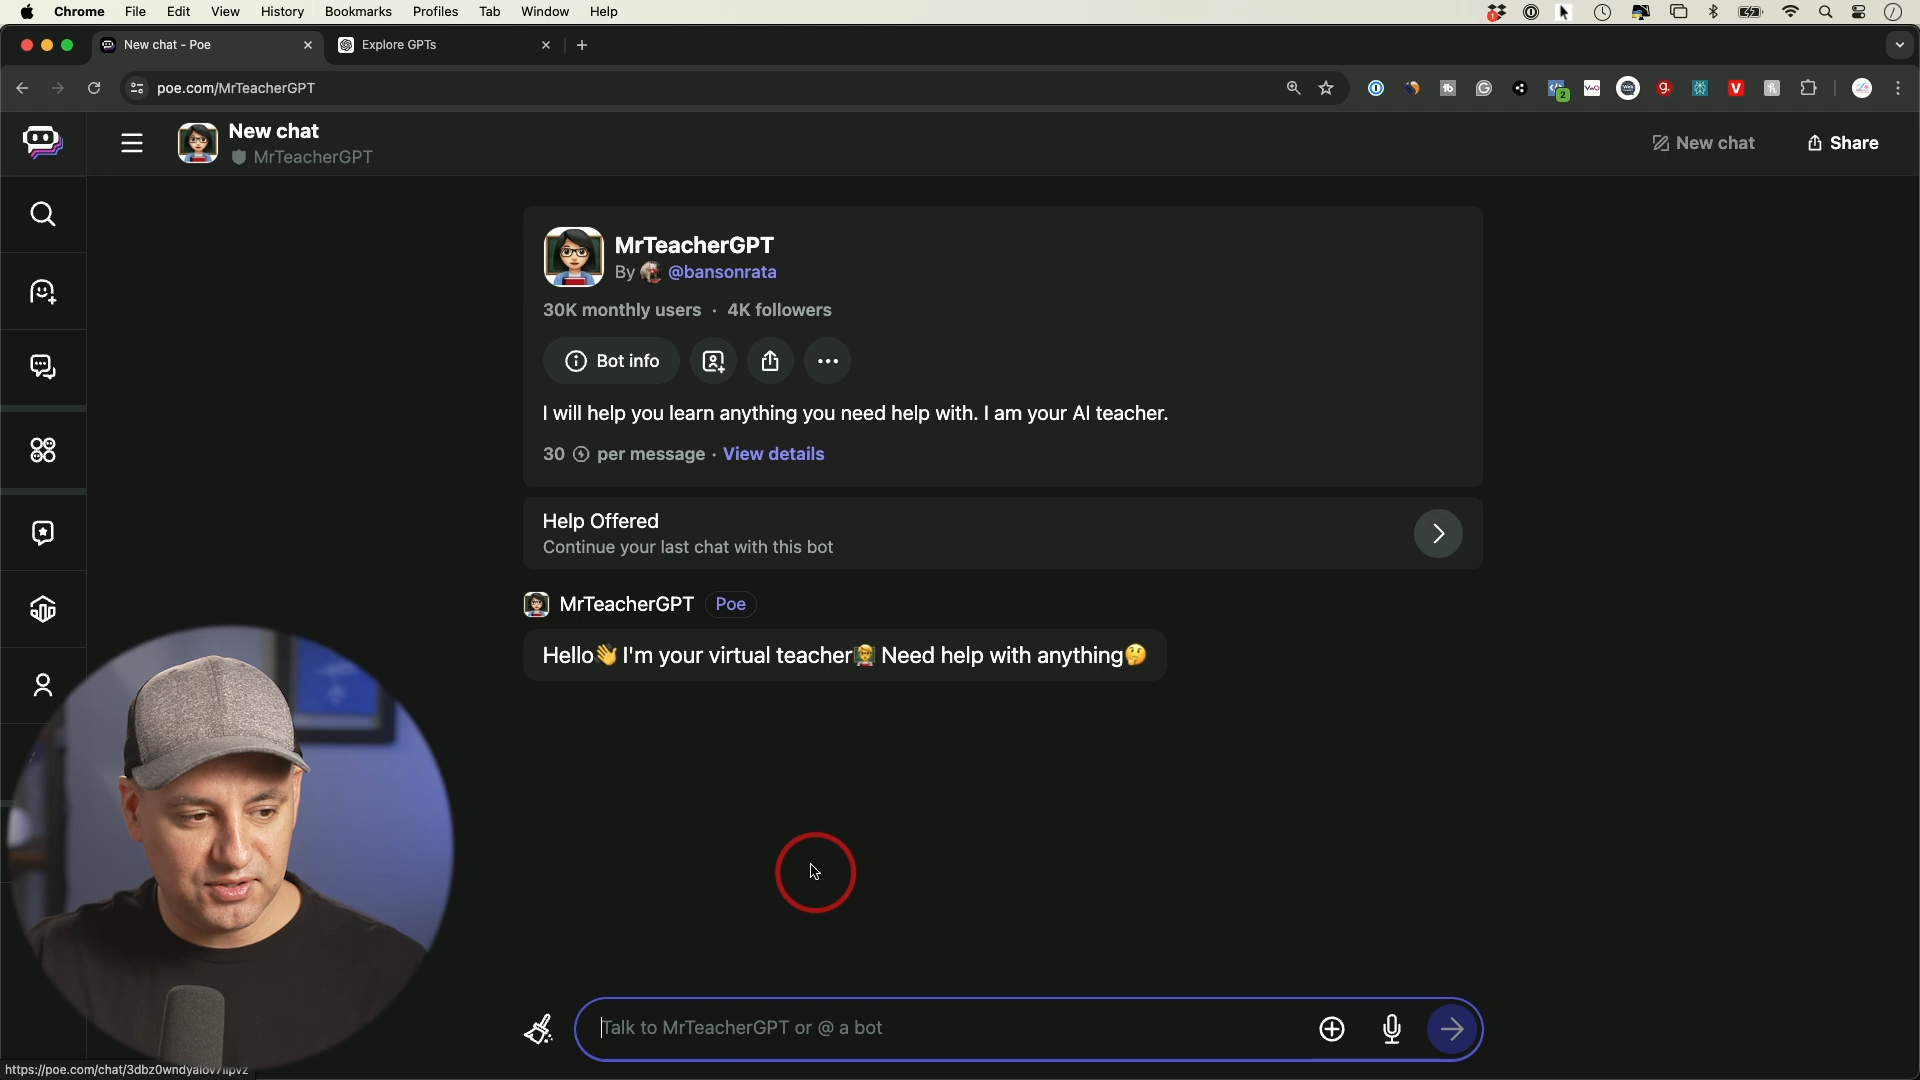 Chrome File Edit View History Bookmarks Profiles Tab Window Help
New chat - Poe
Explore GPTs
poe.com/MrTeacherGPT
New chat
MrTeacherGPT
New chat
Share
MrTeacherGPT
By @bansonrata
30K monthly users · 4K followers
Bot info
I will help you learn anything you need help with. I am your AI teacher.
30 per message · View details
Help Offered
Continue your last chat with this bot
MrTeacherGPT Poe
Hello👋 I'm your virtual teacher👩‍🏫 Need help with anything🤔
Talk to MrTeacherGPT or @ a bot